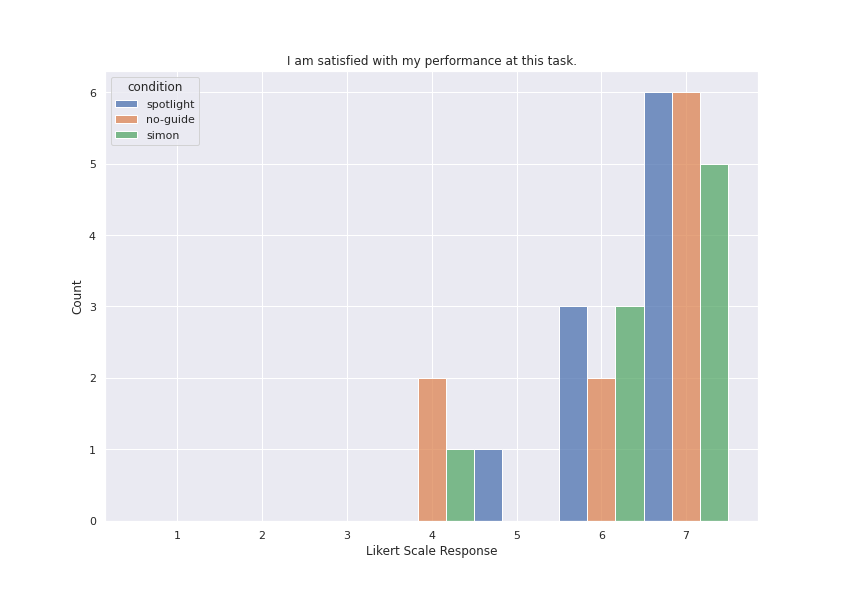 I am satisfied with my performance at this task.
condition
spotlight
no-guide
simon
Count
6
5
4
3
2
1
0
1 2 3 4 5 6 7
Likert Scale Response